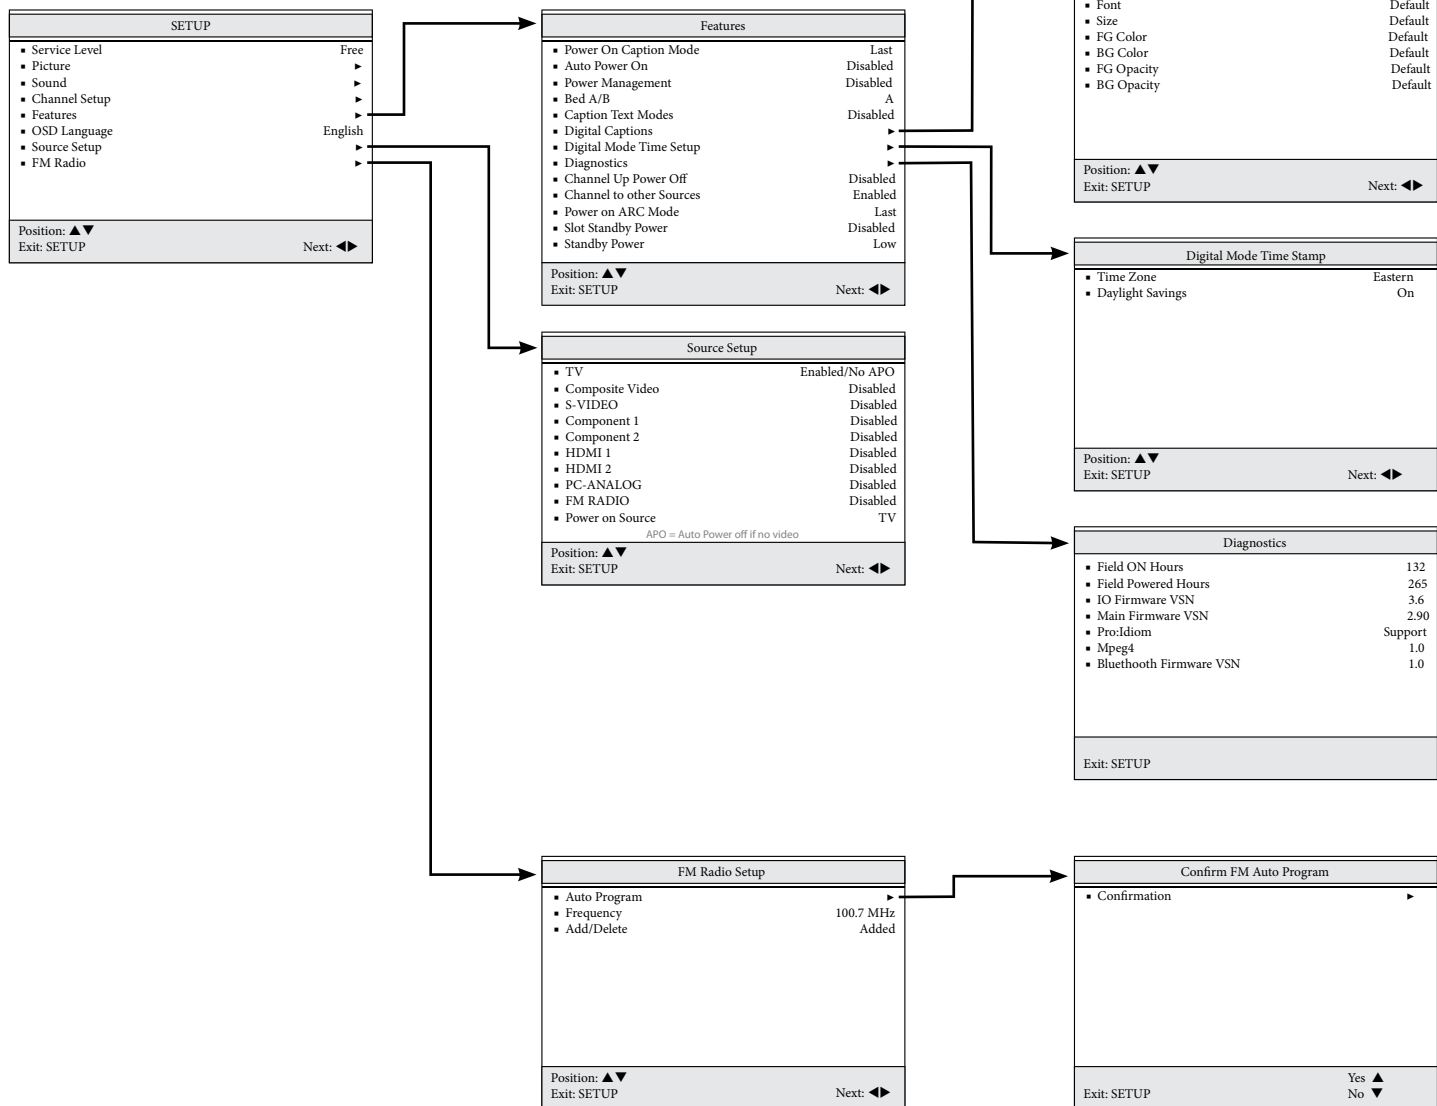 SETUP
▪ Service Level Free
▪ Picture ►
▪ Sound ►
▪ Channel Setup ►
▪ Features ►
▪ OSD Language English
▪ Source Setup ►
▪ FM Radio ►
Position: ▲▼
Exit: SETUP Next: ◀▶
Features
▪ Power On Caption Mode Last
▪ Auto Power On Disabled
▪ Power Management Disabled
▪ Bed A/B A
▪ Caption Text Modes Disabled
▪ Digital Captions ►
▪ Digital Mode Time Setup ►
▪ Diagnostics ►
▪ Channel Up Power Off Disabled
▪ Channel to other Sources Enabled
▪ Power on ARC Mode Last
▪ Slot Standby Power Disabled
▪ Standby Power Low
Position: ▲▼
Exit: SETUP Next: ◀▶
▪ Font Default
▪ Size Default
▪ FG Color Default
▪ BG Color Default
▪ FG Opacity Default
▪ BG Opacity Default
Position: ▲▼
Exit: SETUP Next: ◀▶
Digital Mode Time Stamp
▪ Time Zone Eastern
▪ Daylight Savings On
Position: ▲▼
Exit: SETUP Next: ◀▶
Source Setup
▪ TV Enabled/No APO
▪ Composite Video Disabled
▪ S-VIDEO Disabled
▪ Component 1 Disabled
▪ Component 2 Disabled
▪ HDMI 1 Disabled
▪ HDMI 2 Disabled
▪ PC-ANALOG Disabled
▪ FM RADIO Disabled
▪ Power on Source TV
APO = Auto Power off if no video
Position: ▲▼
Exit: SETUP Next: ◀▶
Diagnostics
▪ Field ON Hours 132
▪ Field Powered Hours 265
▪ IO Firmware VSN 3.6
▪ Main Firmware VSN 2.90
▪ Pro:Idiom Support
▪ Mpeg4 1.0
▪ Bluethooth Firmware VSN 1.0
Exit: SETUP
FM Radio Setup
▪ Auto Program ►
▪ Frequency 100.7 MHz
▪ Add/Delete Added
Position: ▲▼
Exit: SETUP Next: ◀▶
Confirm FM Auto Program
▪ Confirmation ►
Yes ▲
Exit: SETUP No ▼